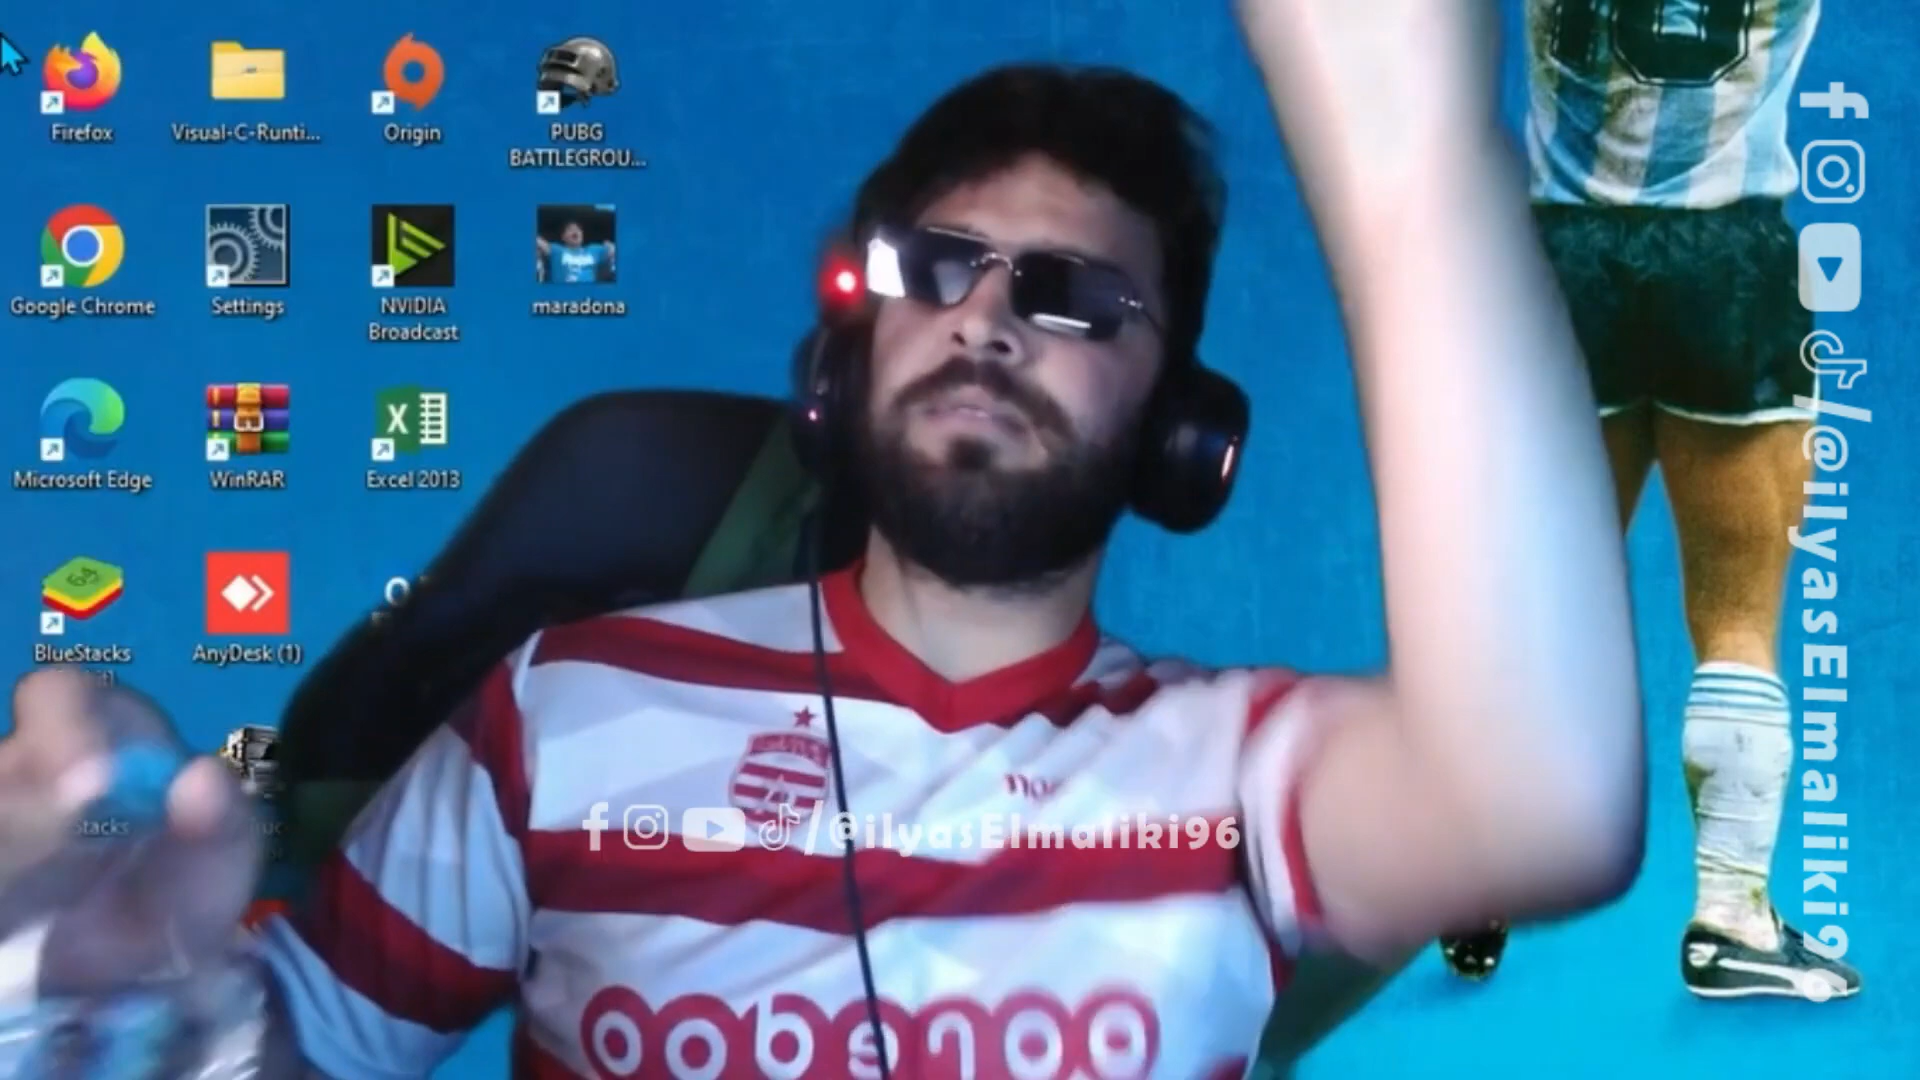 Firefox
Visual-C-Runti...
Origin
PUBG
BATTLEGROU...
Google Chrome
Settings
NVIDIA
Broadcast
maradona
Microsoft Edge
WinRAR
Excel 2013
BlueStacks
AnyDesk (1)
Stacks
/@ilyasElmaliki96
/@ilyasElmaliki96